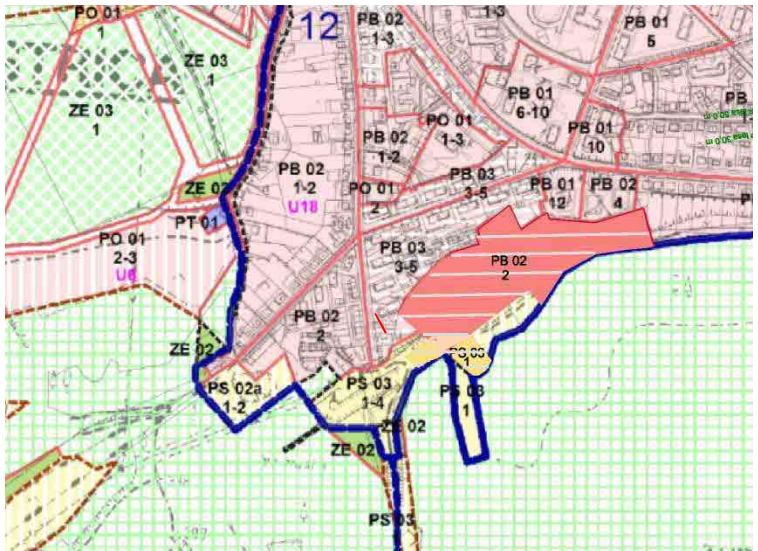 PO 01
1
ZE 03
1
ZE 03
1
12
PB 02
1-3
1-3
PB 01
5
PB 01
6-10
PO 01
1-3
PB 01
10
PB
30,0 m
PB 02
1-2
PB 02
1-2
U18
PO 01
2
PB 03
3-5
PB 01
12
PB 02
4
ZE 02
PT 01
PO 01
2-3
U6
PB 03
3-5
PB 02
2
PB 02
2
ZE 02
PS 02a
1-2
PS 03
1-4
PS 03
1
PS 03
1
ZE 02
ZE 02
PS 03